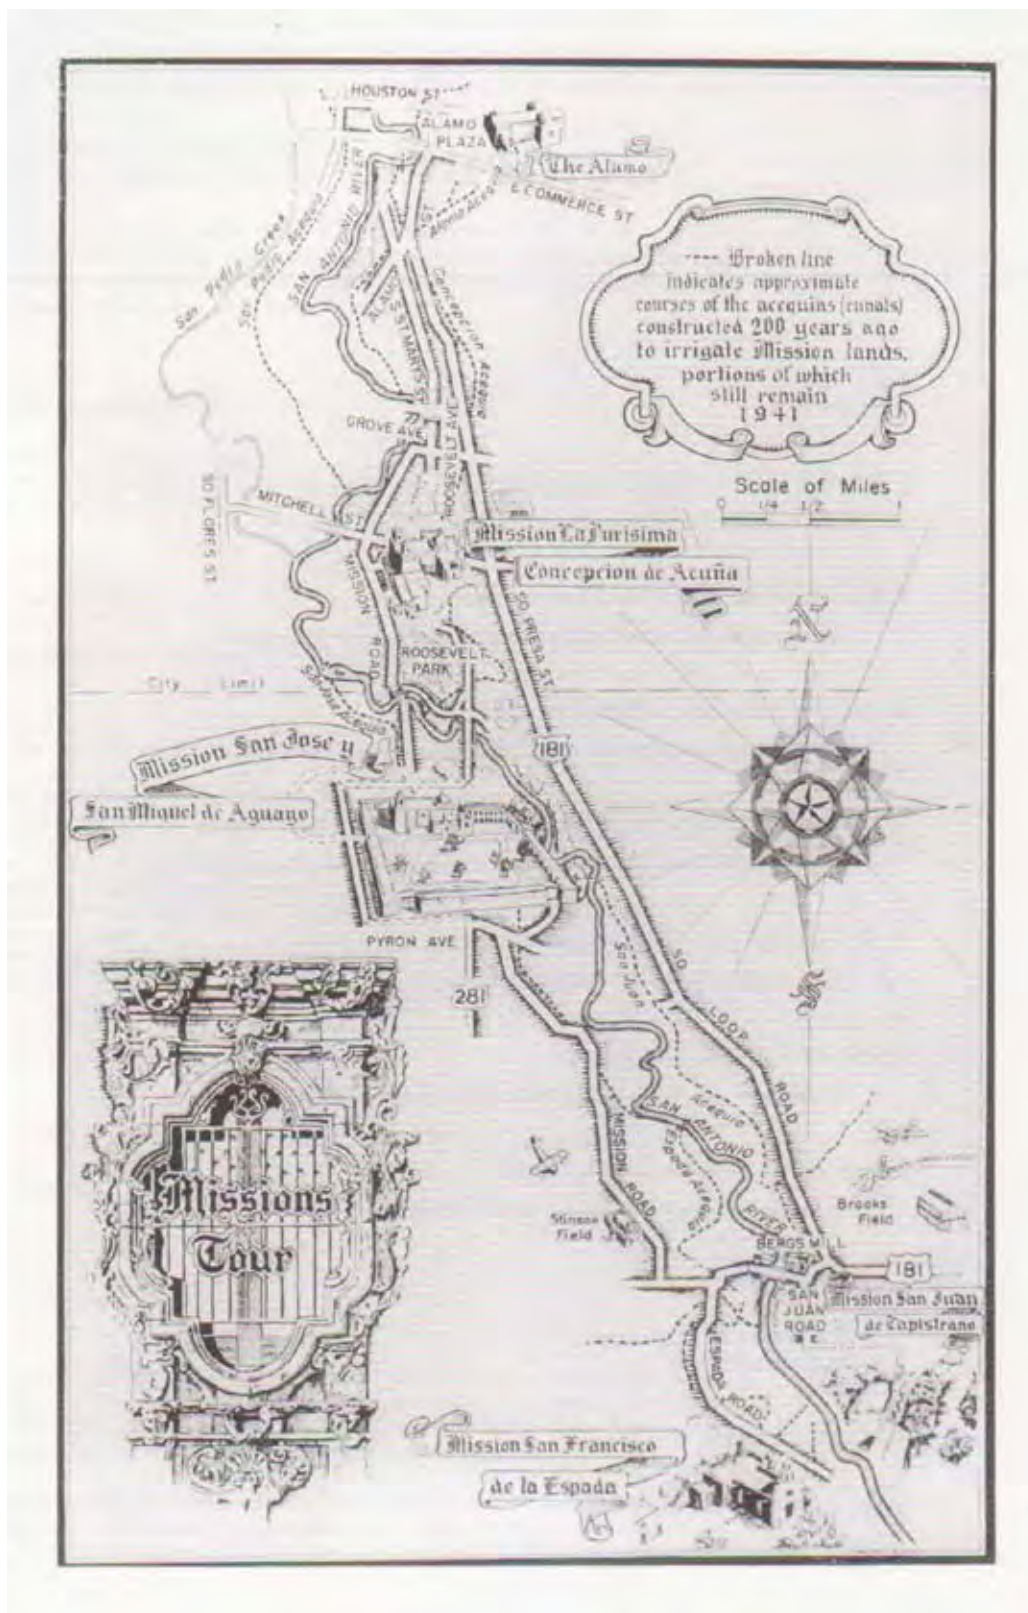 HOUSTON ST
ALAMO
PLAZA
The Alamo
E COMMERCE ST
SAN ANTONIO RIVER
San Pedro Creek
San Pedro Acequia
Alamo Acequia
ST
ALAMO
S ST MARYS ST
Concepcion Acequia
---- Broken line
indicates approximate
courses of the acequias (canals)
constructed 200 years ago
to irrigate Mission lands,
portions of which
still remain
1941
GROVE AVE
ROOSEVELT AVE
Scale of Miles
0 1/4 1/2 1
SO FLORES ST
MITCHELL ST
Mission La Purisima
Concepcion de Acuña
MISSION
ROAD
SO PRESA ST
ROOSEVELT
PARK
City Limit
San Jose Acequia
N
181
Mission San Jose y
San Miguel de Aguayo
PYRON AVE
281
San Juan
Acequia
SO
LOOP
ROAD
SAN
ANTONIO
RIVER
Espada Acequia
MISSION
ROAD
Missions
Tour
Stinson
Field
Brooks
Field
BERGS MILL
181
SAN
JUAN
ROAD
Mission San Juan
de Capistrano
ESPADA
ROAD
Mission San Francisco
de la Espada